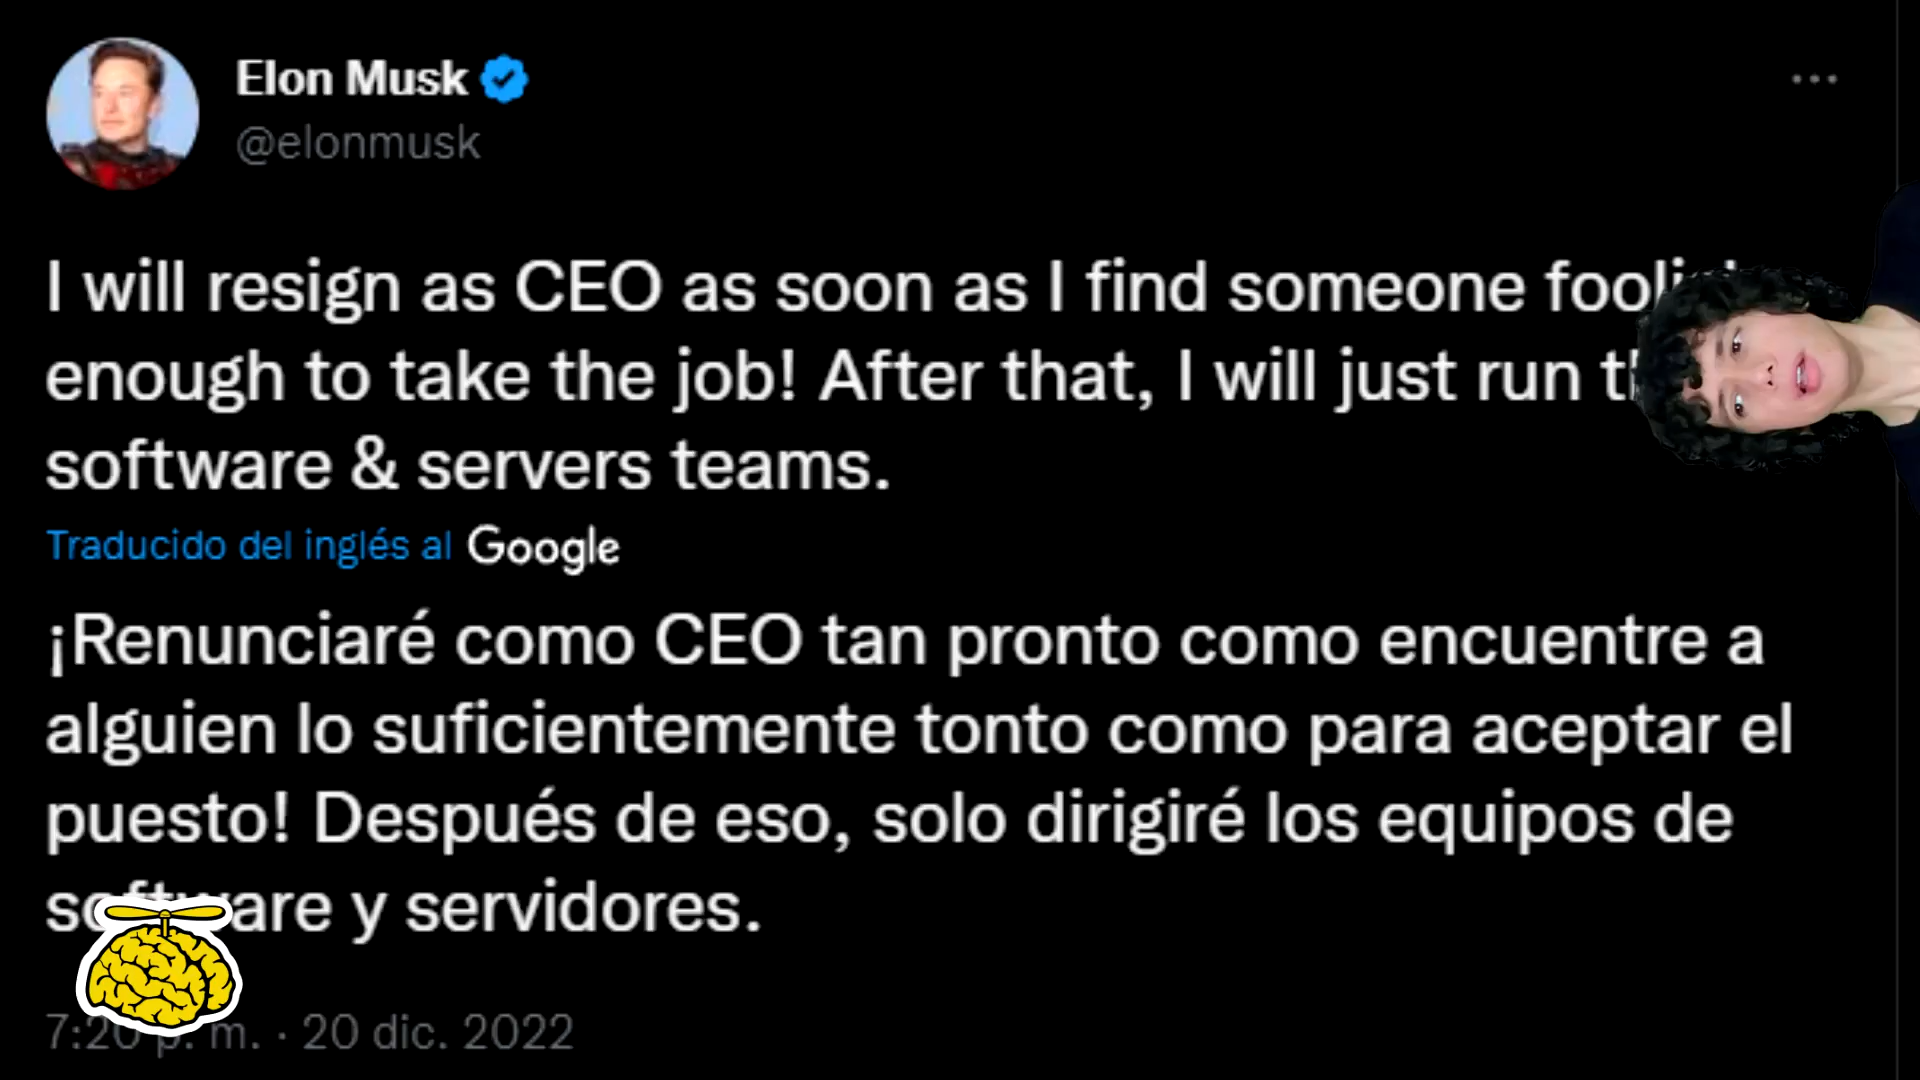 Elon Musk
@elonmusk
I will resign as CEO as soon as I find someone
enough to take the job! After that, I will just run
software & servers teams.
Traducido del inglés al Google
¡Renunciaré como CEO tan pronto como encuentre a
alguien lo suficientemente tonto como para aceptar el
puesto! Después de eso, solo dirigiré los equipos de
software y servidores.
7:20 p. m. · 20 dic. 2022